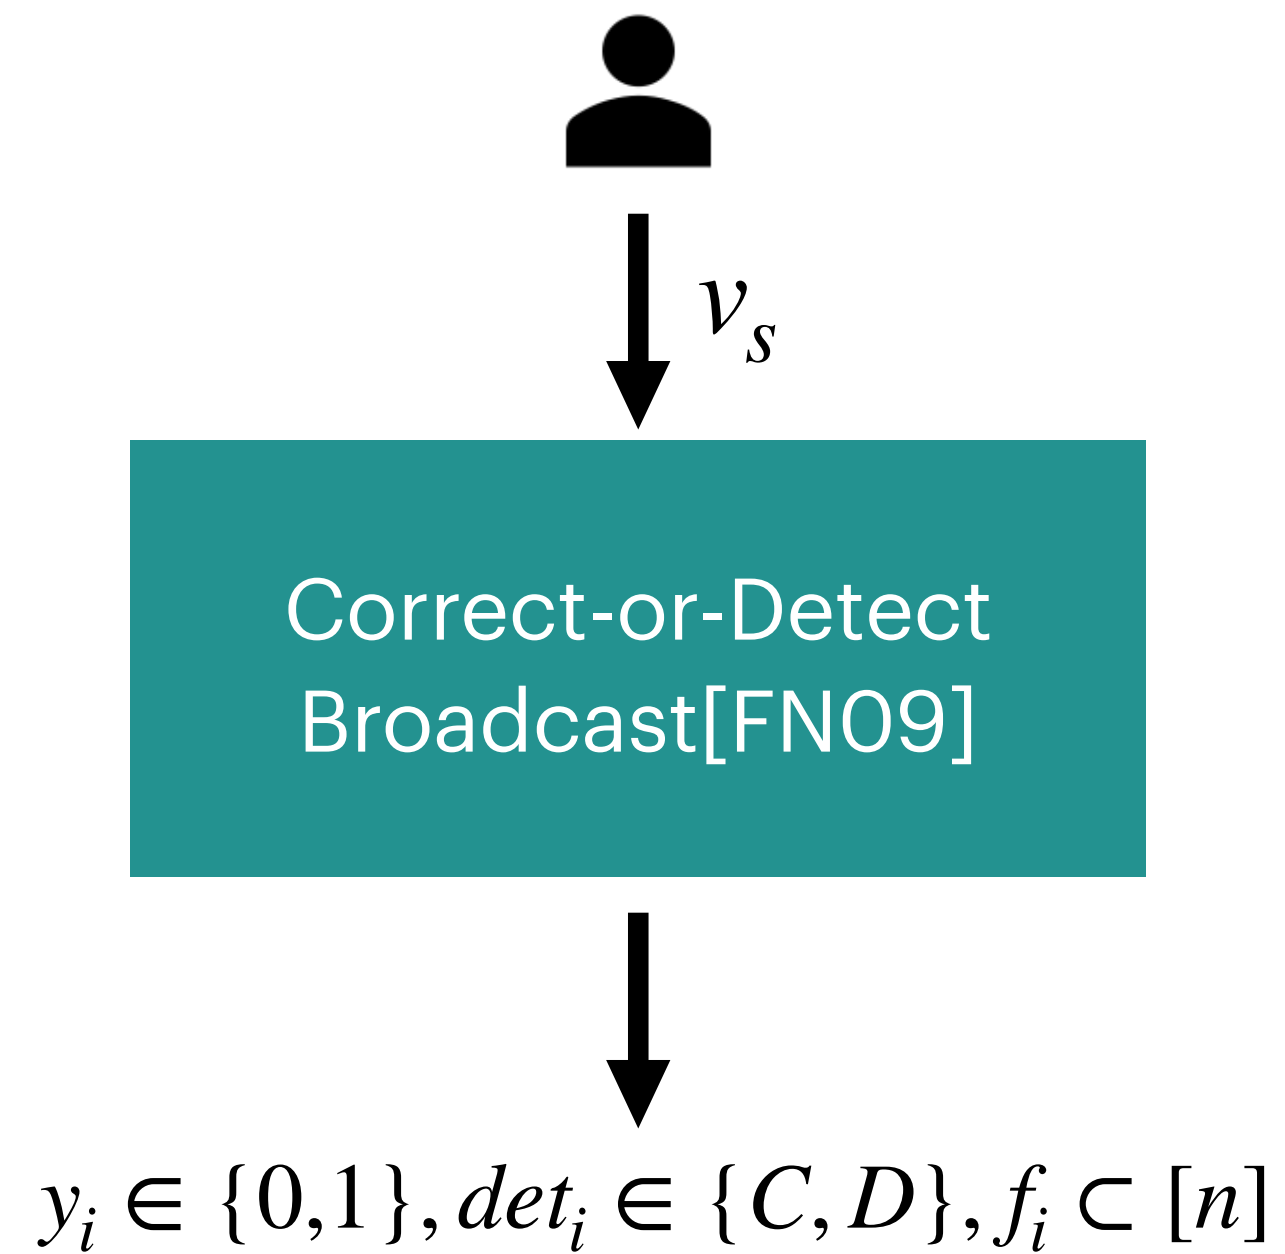 v_s
Correct-or-Detect
Broadcast[FN09]
y_i ∈ {0,1}, det_i ∈ {C, D}, f_i ⊂ [n]